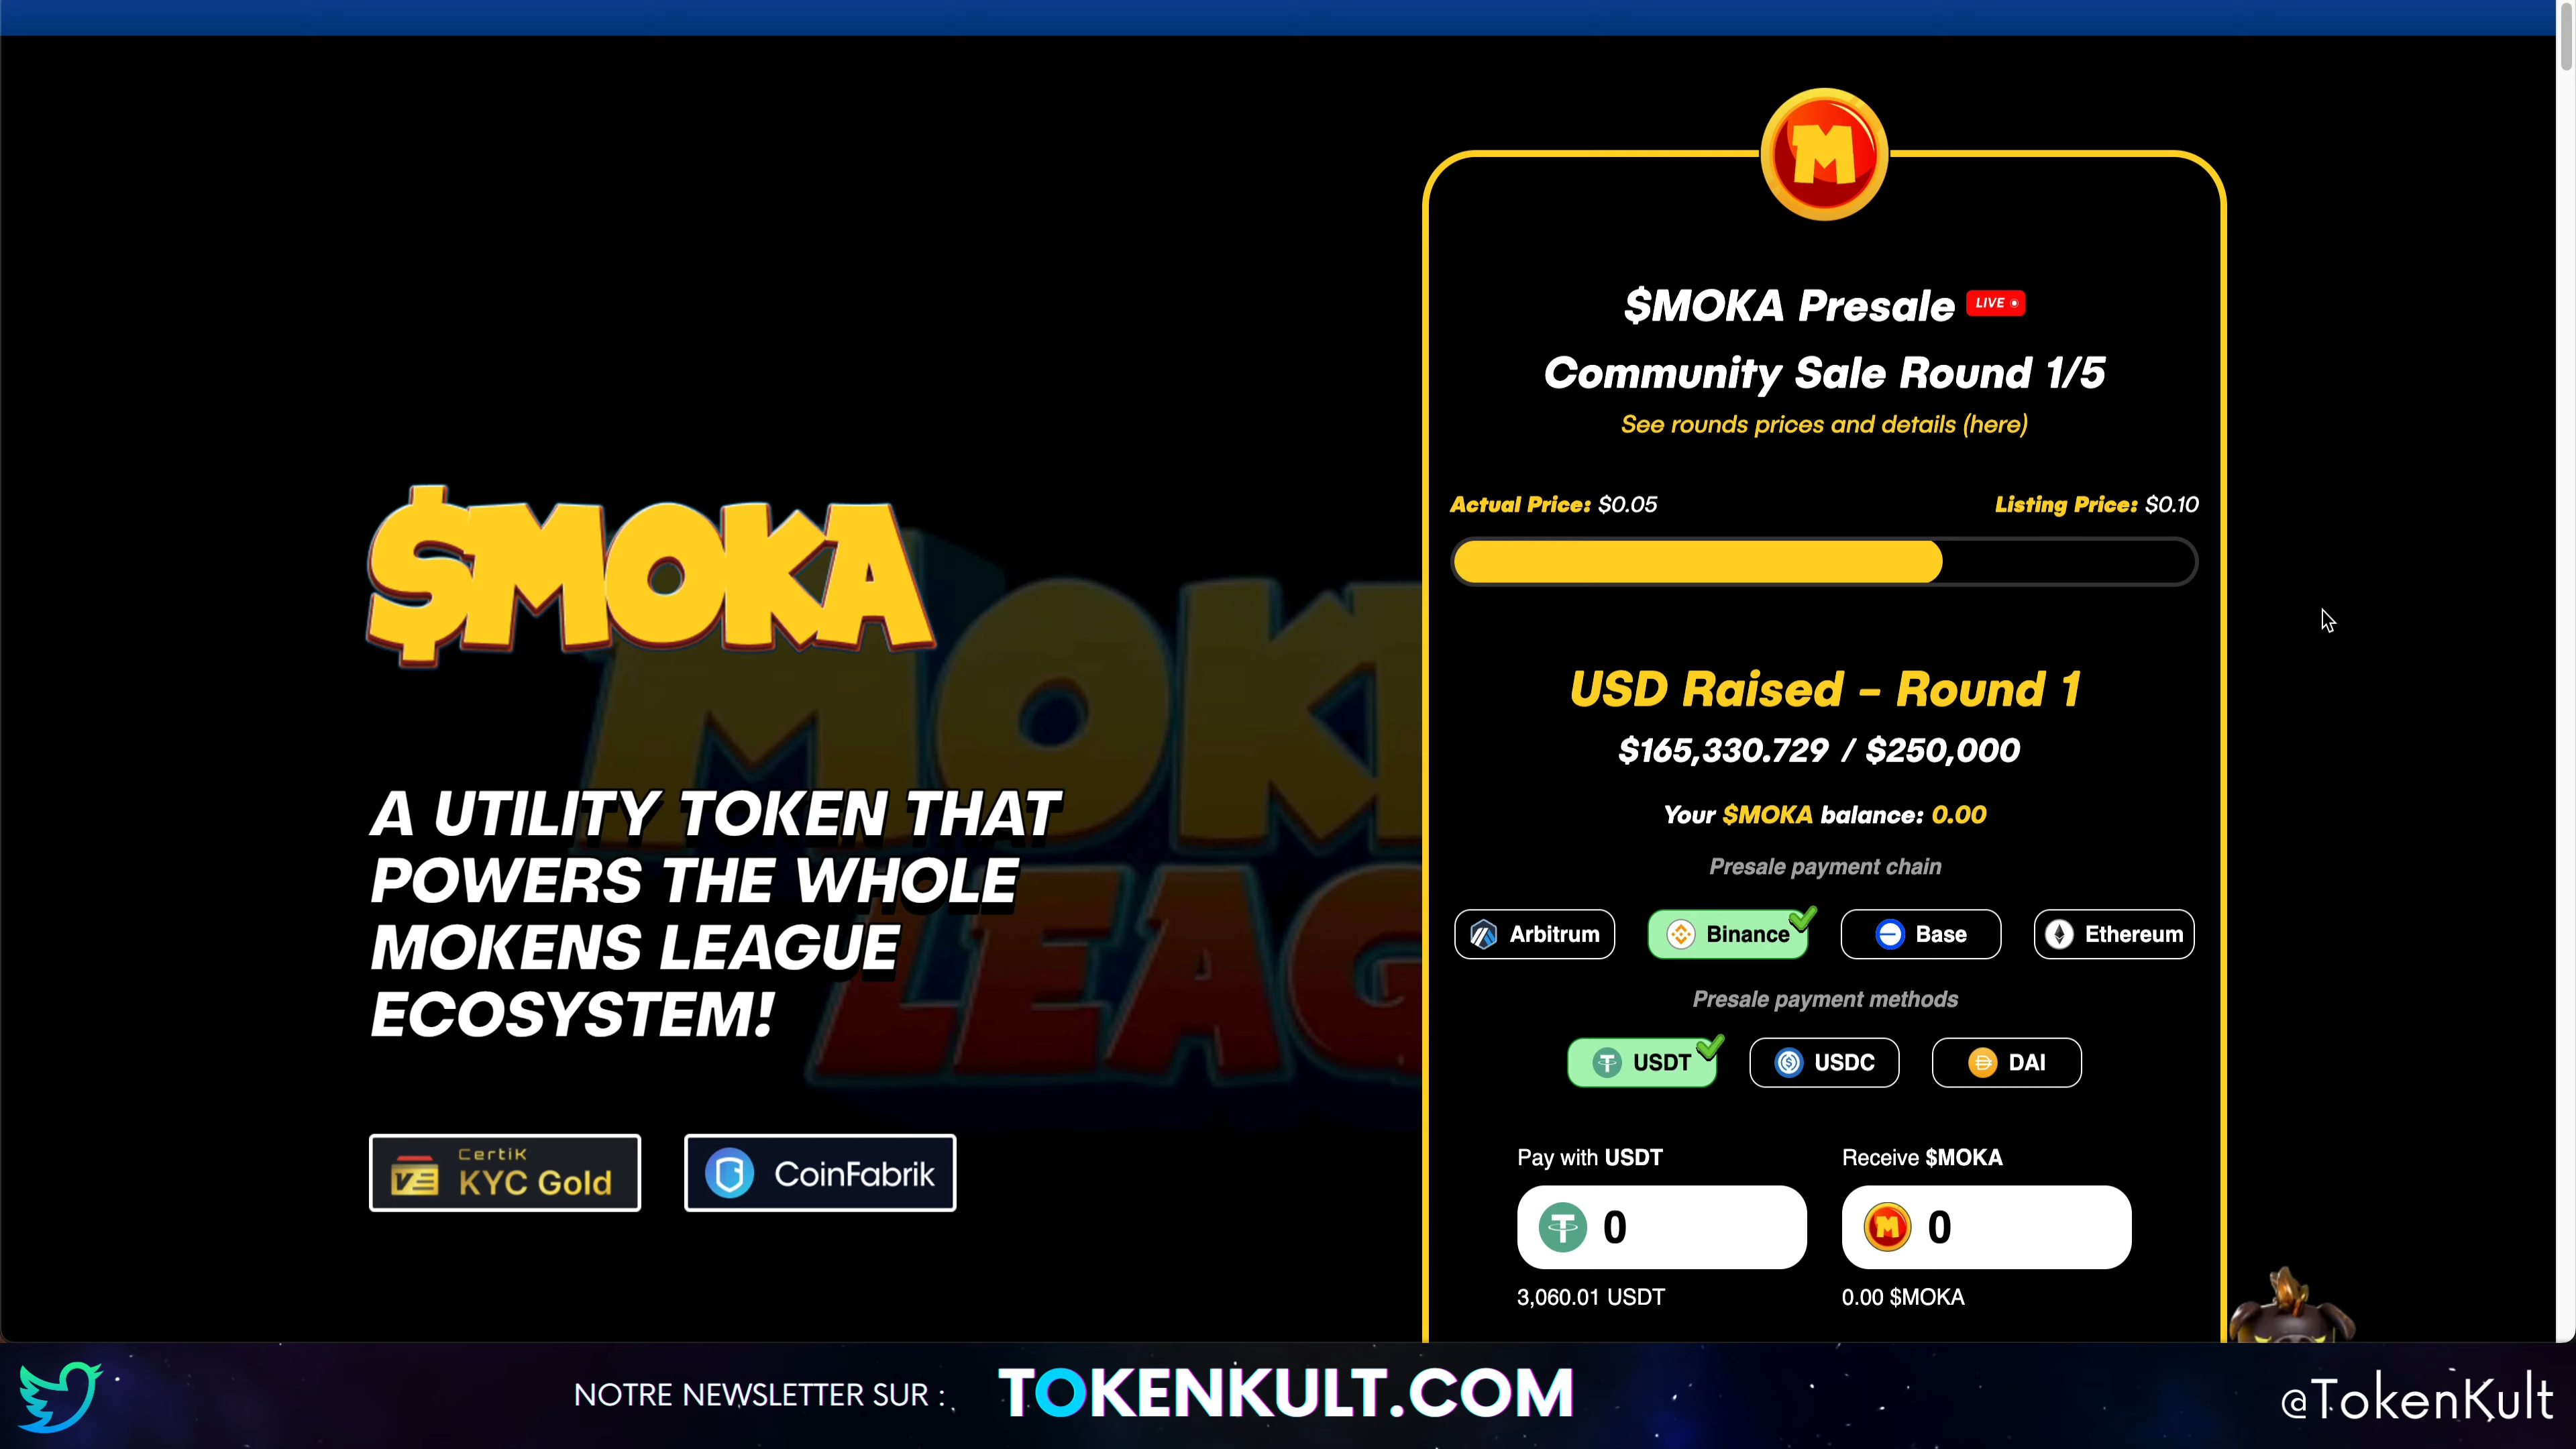 $MOKA
A UTILITY TOKEN THAT
POWERS THE WHOLE
MOKENS LEAGUE
ECOSYSTEM!
Certik
KYC Gold
CoinFabrik
M
$MOKA Presale LIVE
Community Sale Round 1/5
See rounds prices and details (here)
Actual Price: $0.05 Listing Price: $0.10
USD Raised - Round 1
$165,330.729 / $250,000
Your $MOKA balance: 0.00
Presale payment chain
Arbitrum Binance Base Ethereum
Presale payment methods
USDT USDC DAI
Pay with USDT Receive $MOKA
0 M 0
3,060.01 USDT 0.00 $MOKA
MOKE
LEAG
NOTRE NEWSLETTER SUR : TOKENKULT.COM @TokenKult